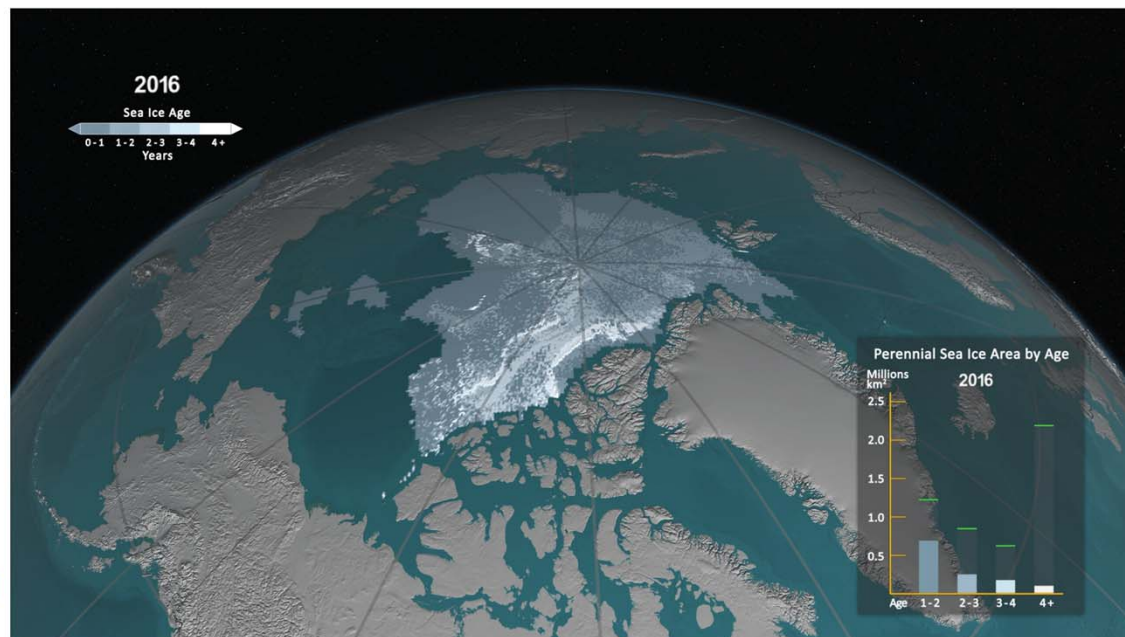 2016
Sea Ice Age
0-1 1-2 2-3 3-4 4+
Years
Perennial Sea Ice Area by Age
Millions
km²
2016
2.5
2.0
1.5
1.0
0.5
Age 1-2 2-3 3-4 4+